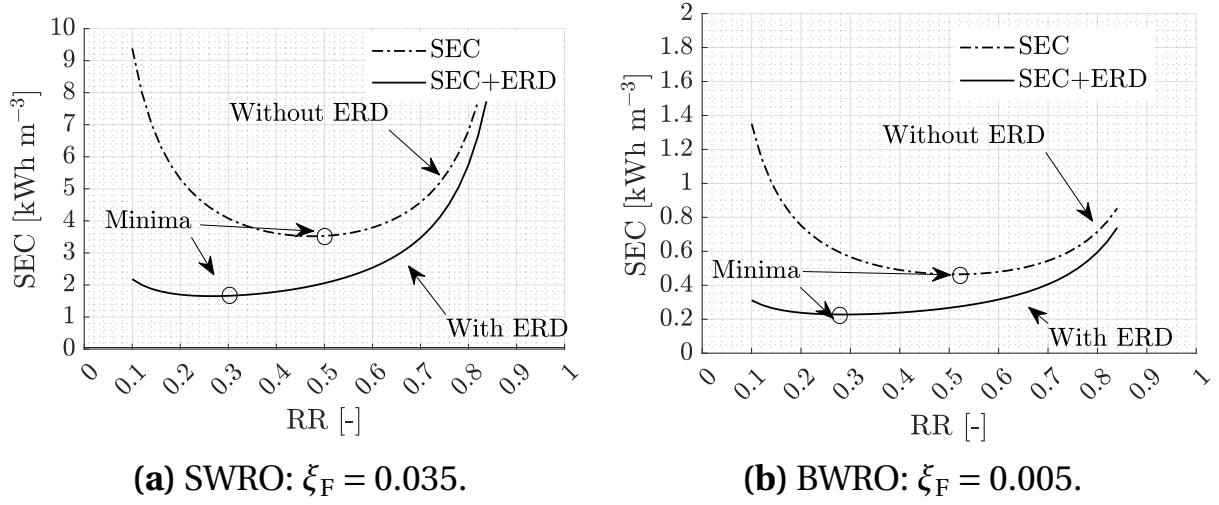 SEC [kWh m⁻³]
10
9
8
7
6
5
4
3
2
1
0
SEC
SEC+ERD
Without ERD
Minima
With ERD
0 0.1 0.2 0.3 0.4 0.5 0.6 0.7 0.8 0.9 1
RR [-]
(a) SWRO: ξF = 0.035.
SEC [kWh m⁻³]
2
1.8
1.6
1.4
1.2
1
0.8
0.6
0.4
0.2
0
SEC
SEC+ERD
Without ERD
Minima
With ERD
0 0.1 0.2 0.3 0.4 0.5 0.6 0.7 0.8 0.9 1
RR [-]
(b) BWRO: ξF = 0.005.